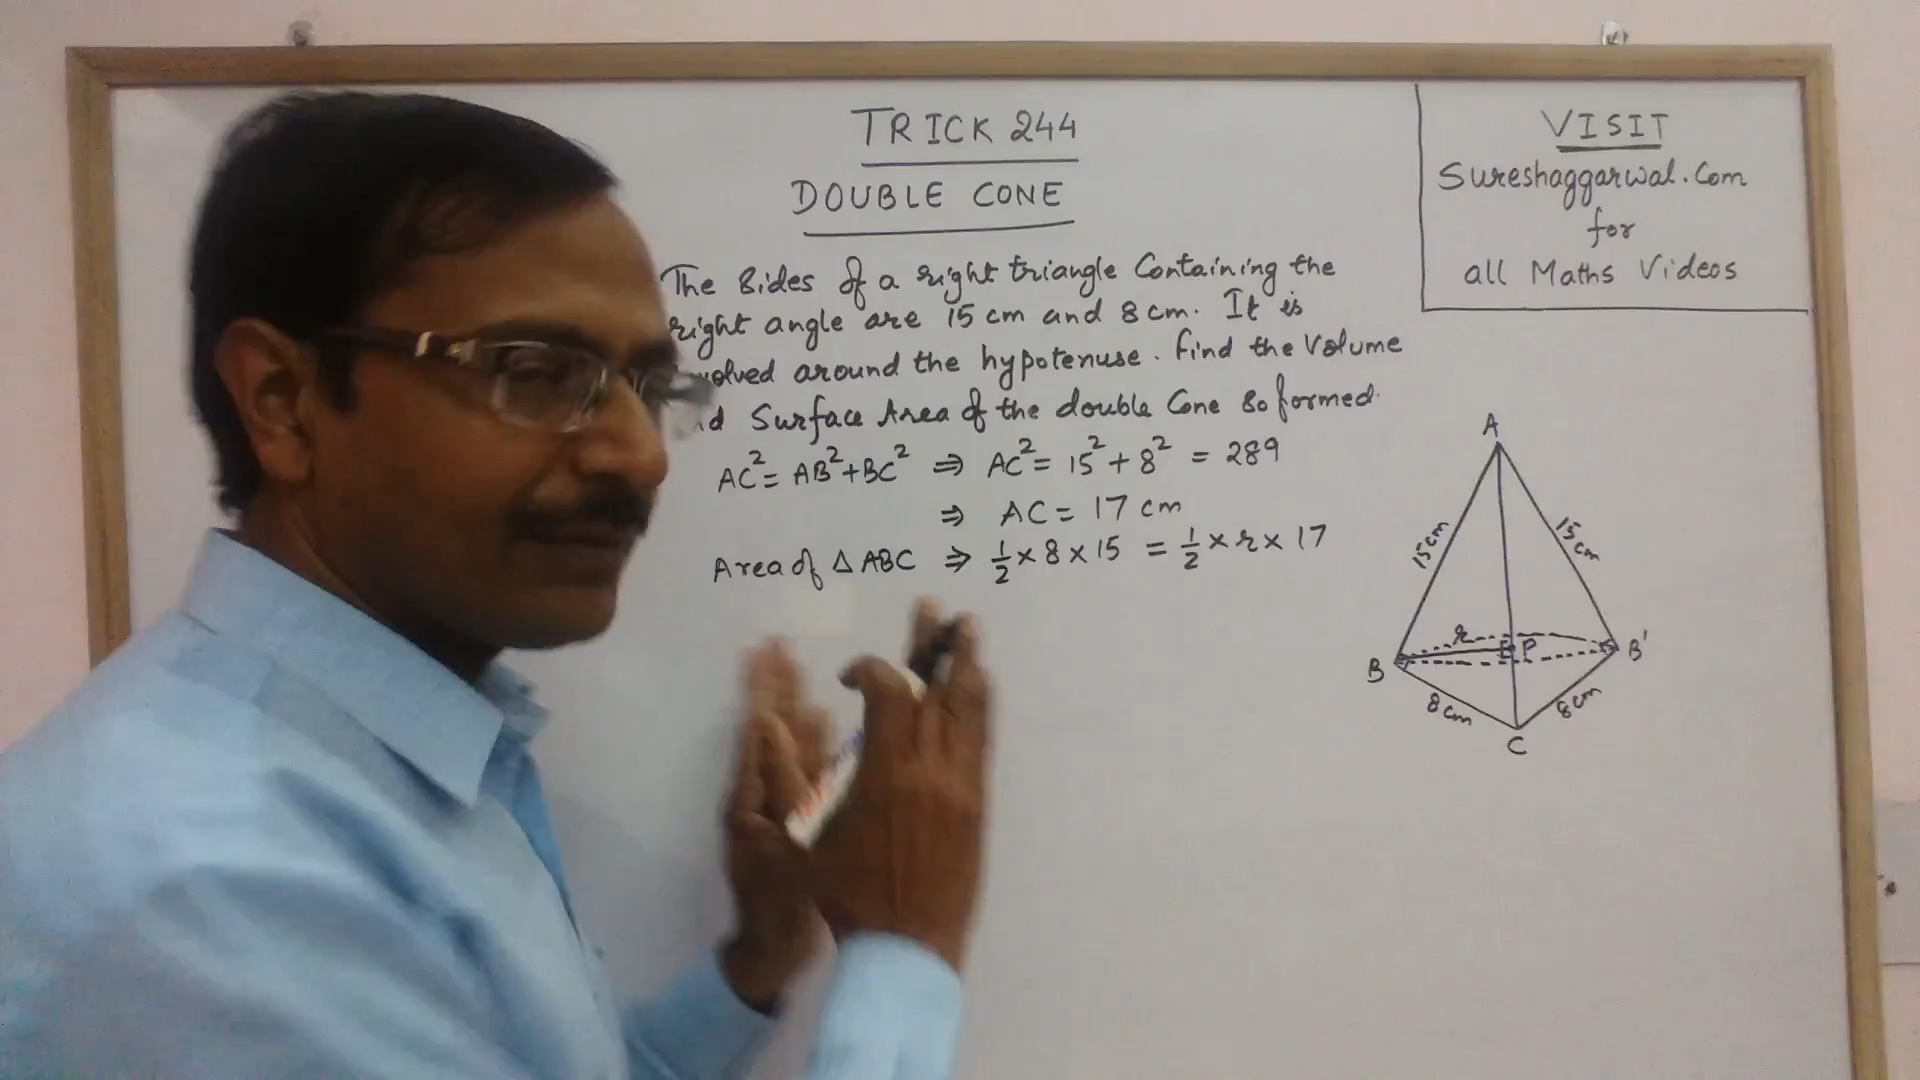 TRICK 244
DOUBLE CONE
The Sides of a right triangle Containing the
right angle are 15 cm and 8 cm. It is
around the hypotenuse. Find the Volume
Surface Area of the double Cone so formed.
AC² = AB² + BC² ⇒ AC² = 15² + 8² = 289
⇒ AC = 17 cm
Area of △ ABC ⇒ 1/2 × 8 × 15 = 1/2 × r × 17
VISIT
Sureshaggarwal.Com
for
all Maths Videos
A
15cm
15cm
r
P
B
B'
8cm
8cm
C